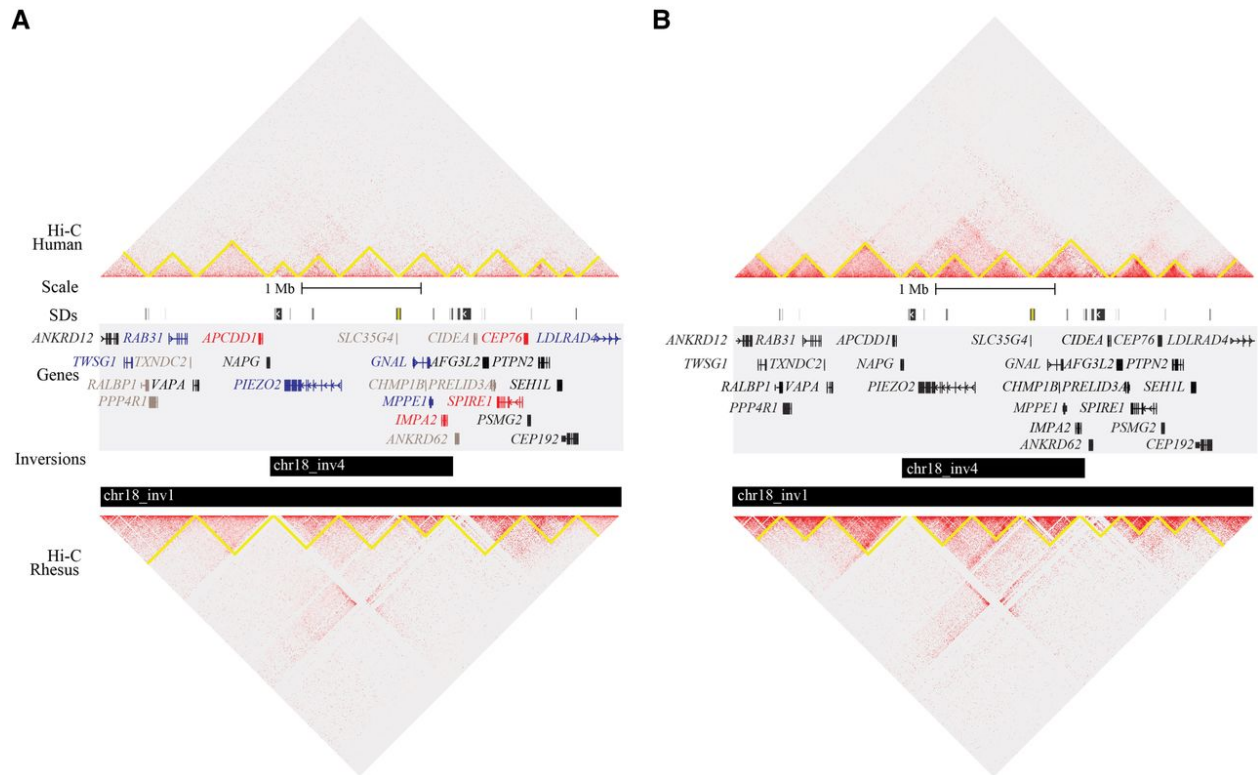 A
Hi-C
Human
Scale
1 Mb
SDs
Genes
ANKRD12 RAB31 APCDD1 SLC35G4 CIDEA CEP76 LDLRAD4
TWSG1 TXNDC2 NAPG GNAL AFG3L2 PTPN2
RALBP1 VAPA PIEZO2 CHMP1B PRELID3A SEH1L
PPP4R1 MPPE1 SPIRE1
IMPA2 PSMG2
ANKRD62 CEP192
Inversions
chr18_inv4
chr18_inv1
Hi-C
Rhesus
B
1 Mb
ANKRD12 RAB31 APCDD1 SLC35G4 CIDEA CEP76 LDLRAD4
TWSG1 TXNDC2 NAPG GNAL AFG3L2 PTPN2
RALBP1 VAPA PIEZO2 CHMP1B PRELID3A SEH1L
PPP4R1 MPPE1 SPIRE1
IMPA2 PSMG2
ANKRD62 CEP192
chr18_inv4
chr18_inv1